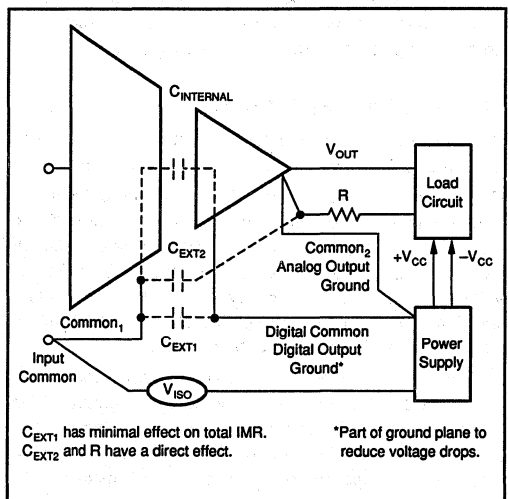 C_INTERNAL
V_OUT
Load
Circuit
R
C_EXT2
Common_2
Analog Output
Ground
+V_CC
–V_CC
Common_1
C_EXT1
Input
Common
Digital Common
Digital Output
Ground*
Power
Supply
V_ISO
C_EXT1 has minimal effect on total IMR.
C_EXT2 and R have a direct effect.
*Part of ground plane to
reduce voltage drops.